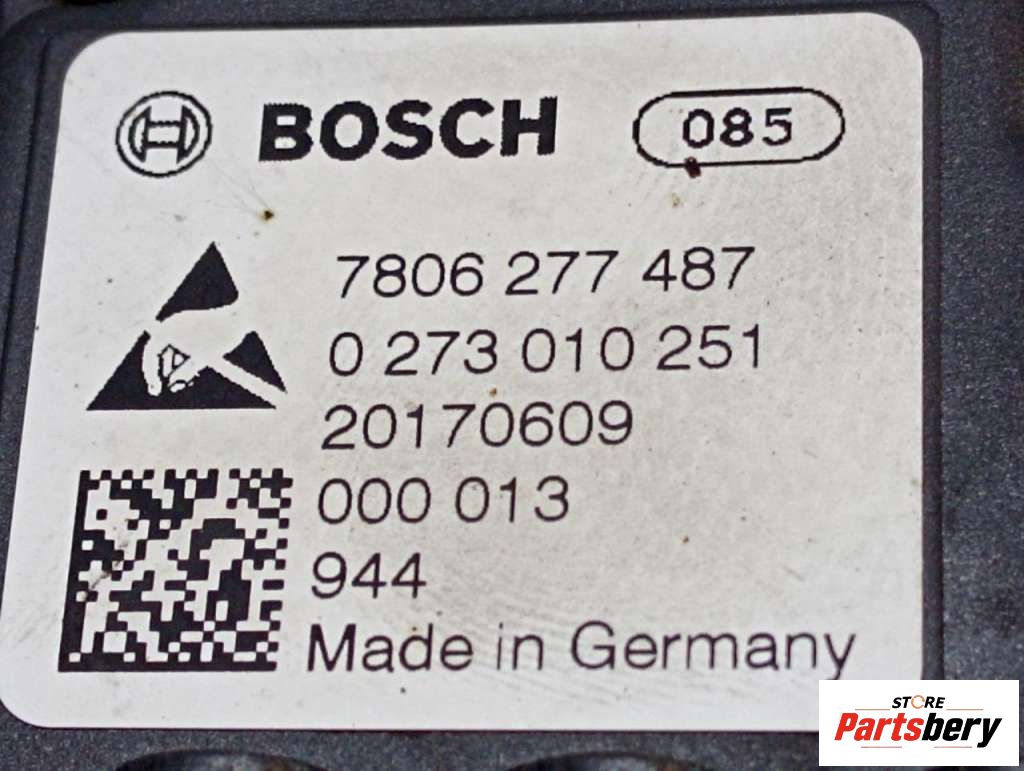 BOSCH 085
7806 277 487
0 273 010 251
20170609
000 013
944
Made in Germany
STORE
Partsbery